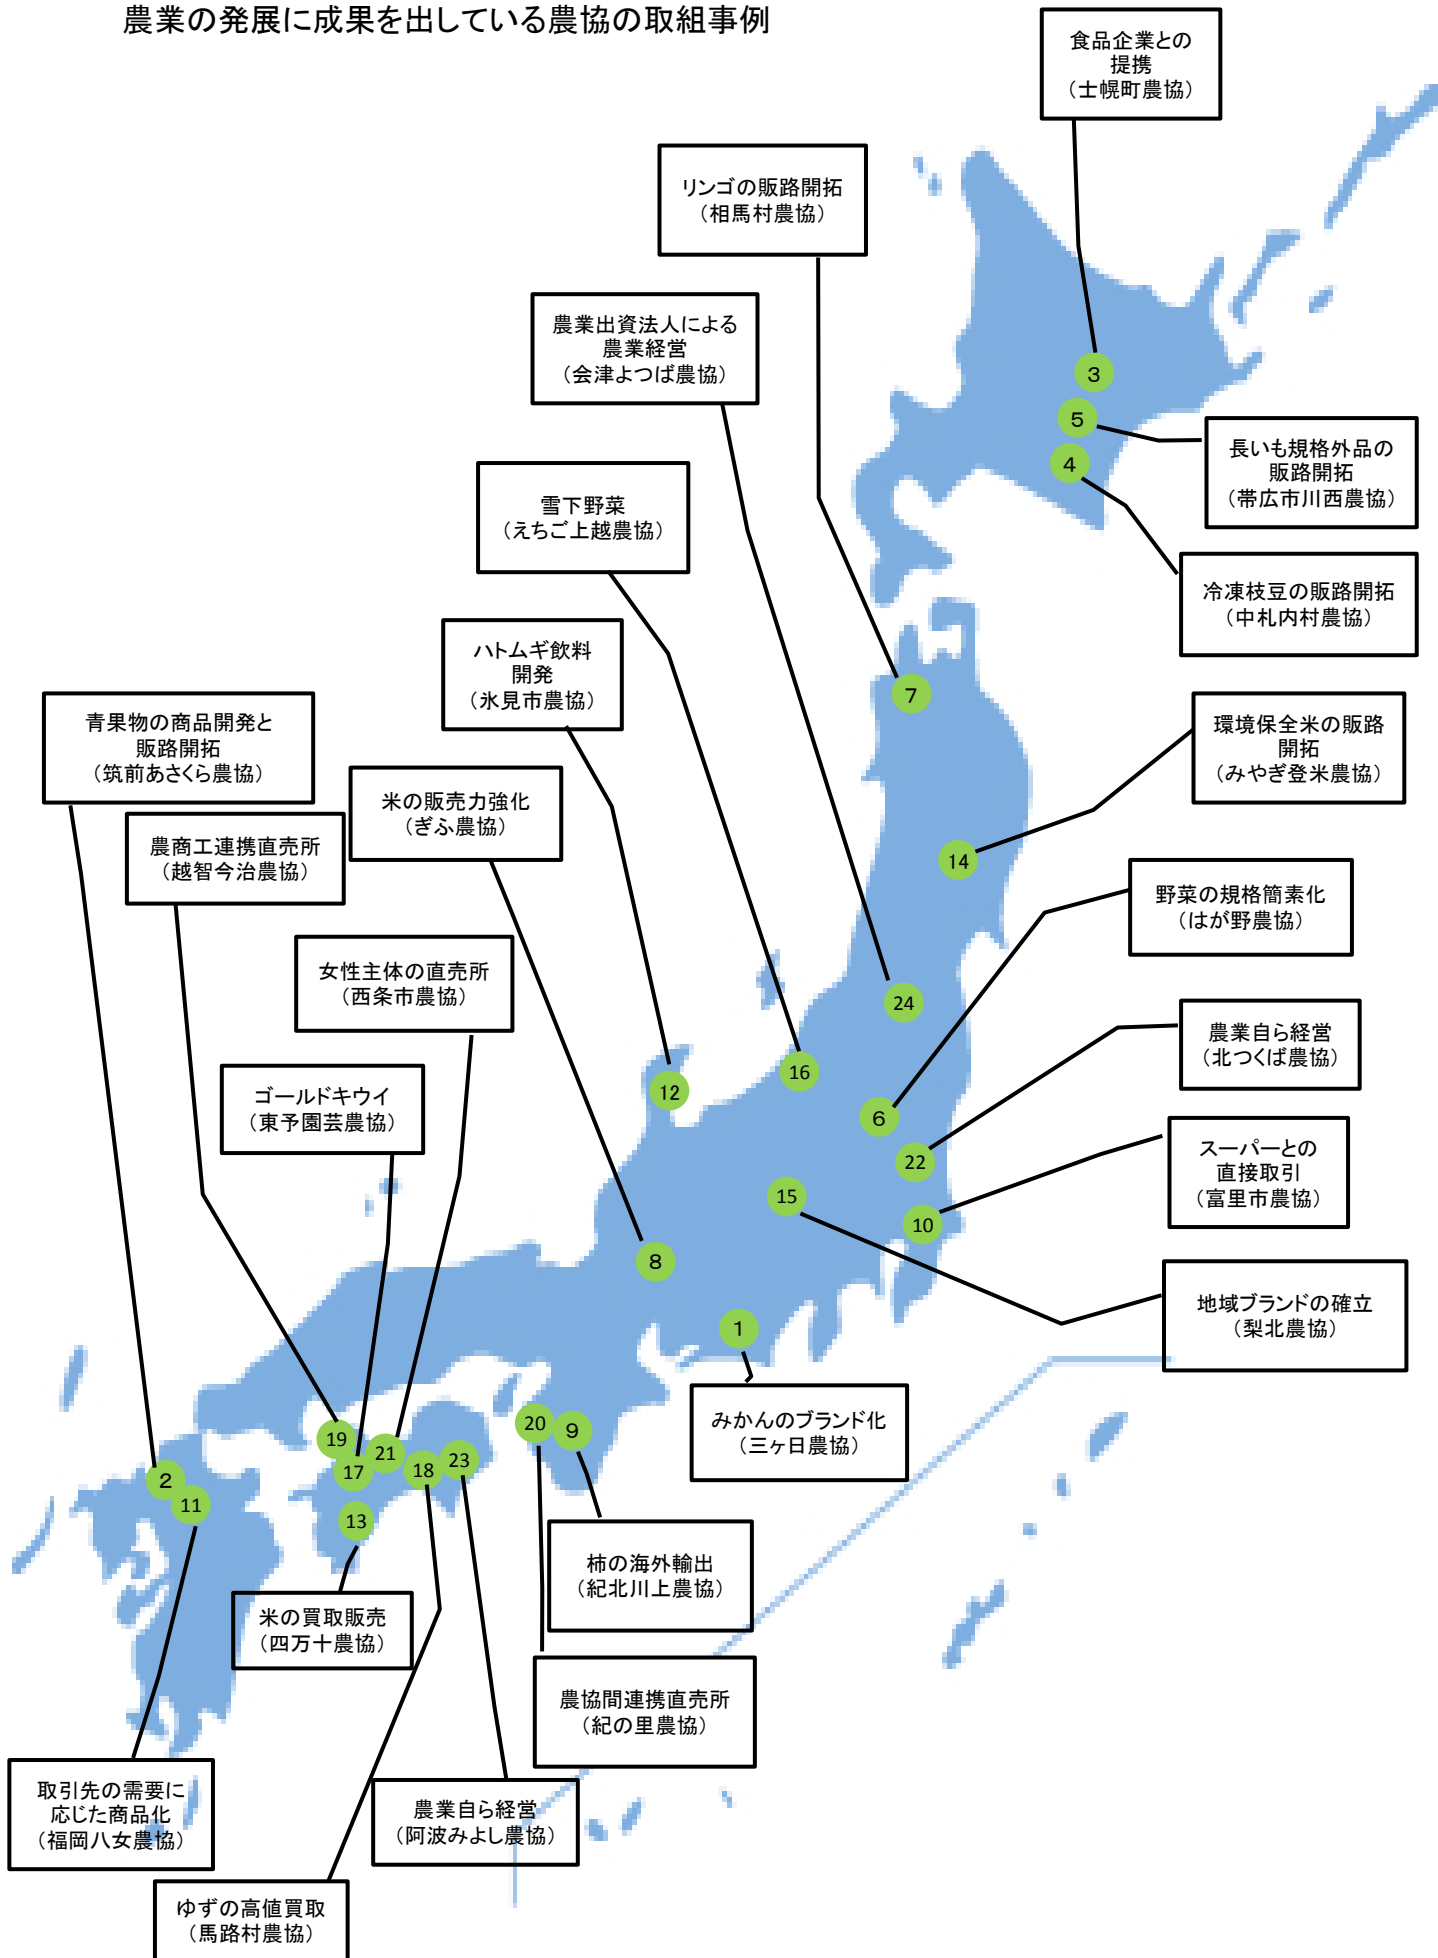 農業の発展に成果を出している農協の取組事例
食品企業との
提携
（士幌町農協）
リンゴの販路開拓
（相馬村農協）
農業出資法人による
農業経営
（会津よつば農協）
3
5
4
長いも規格外品の
販路開拓
（帯広市川西農協）
雪下野菜
（えちご上越農協）
冷凍枝豆の販路開拓
（中札内村農協）
ハトムギ飲料
開発
（氷見市農協）
7
青果物の商品開発と
販路開拓
（筑前あさくら農協）
環境保全米の販路
開拓
（みやぎ登米農協）
米の販売力強化
（ぎふ農協）
農商工連携直売所
（越智今治農協）
14
野菜の規格簡素化
（はが野農協）
女性主体の直売所
（西条市農協）
24
農業自ら経営
（北つくば農協）
ゴールドキウイ
（東予園芸農協）
16
12
6
22
スーパーとの
直接取引
（富里市農協）
15
10
8
地域ブランドの確立
（梨北農協）
1
みかんのブランド化
（三ヶ日農協）
20
9
19
21
17
18
23
2
11
13
柿の海外輸出
（紀北川上農協）
米の買取販売
（四万十農協）
農協間連携直売所
（紀の里農協）
取引先の需要に
応じた商品化
（福岡八女農協）
農業自ら経営
（阿波みよし農協）
ゆずの高値買取
（馬路村農協）